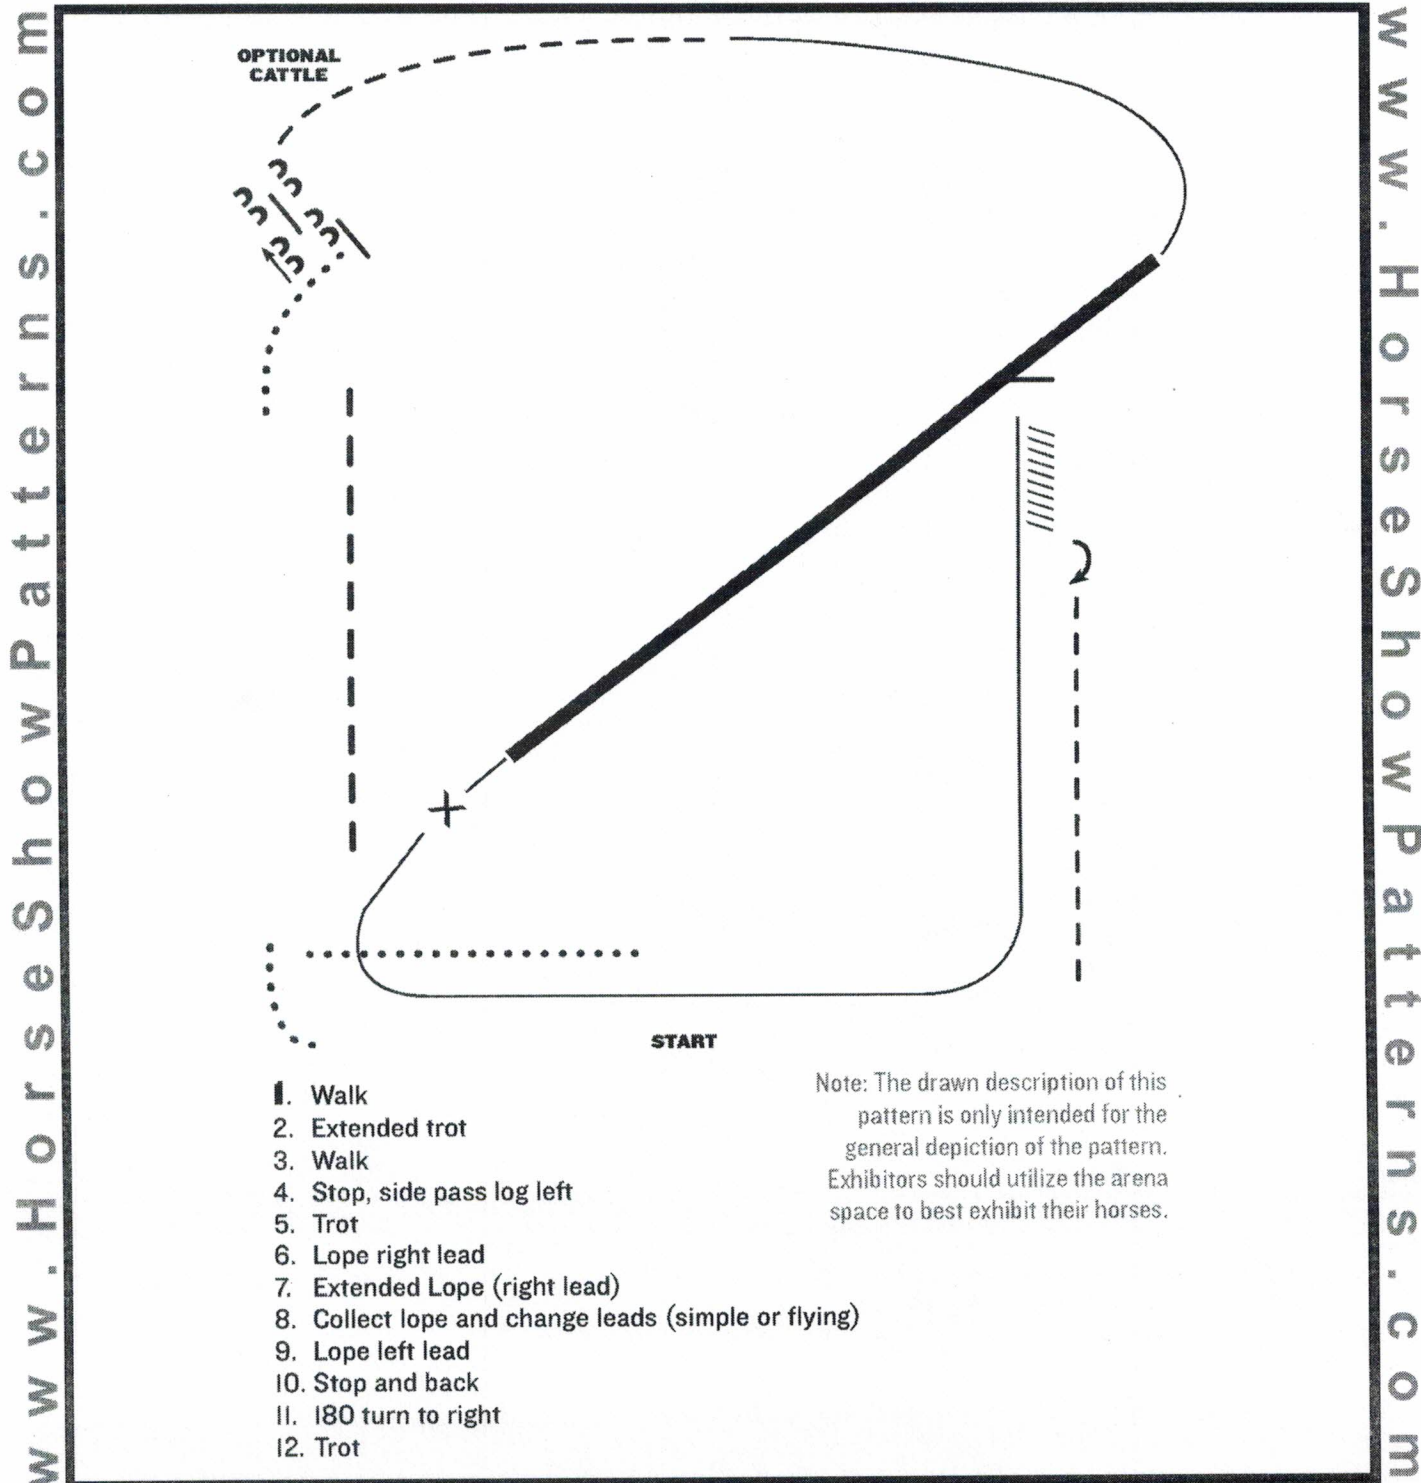 www.HorseShowPatterns.com
OPTIONAL
CATTLE
START
1. Walk
2. Extended trot
3. Walk
4. Stop, side pass log left
5. Trot
6. Lope right lead
7. Extended Lope (right lead)
8. Collect lope and change leads (simple or flying)
9. Lope left lead
10. Stop and back
11. 180 turn to right
12. Trot
Note: The drawn description of this
pattern is only intended for the
general depiction of the pattern.
Exhibitors should utilize the arena
space to best exhibit their horses.
www.HorseShowPatterns.com